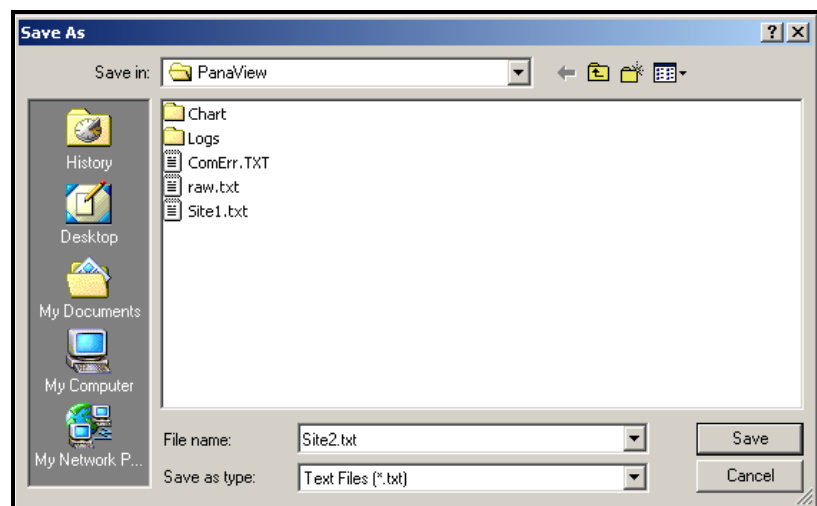 Save As
Save in: PanaView
History
Desktop
My Documents
My Computer
My Network P...
Chart
Logs
ComErr.TXT
raw.txt
Site1.txt
File name: Site2.txt Save
Save as type: Text Files (*.txt) Cancel